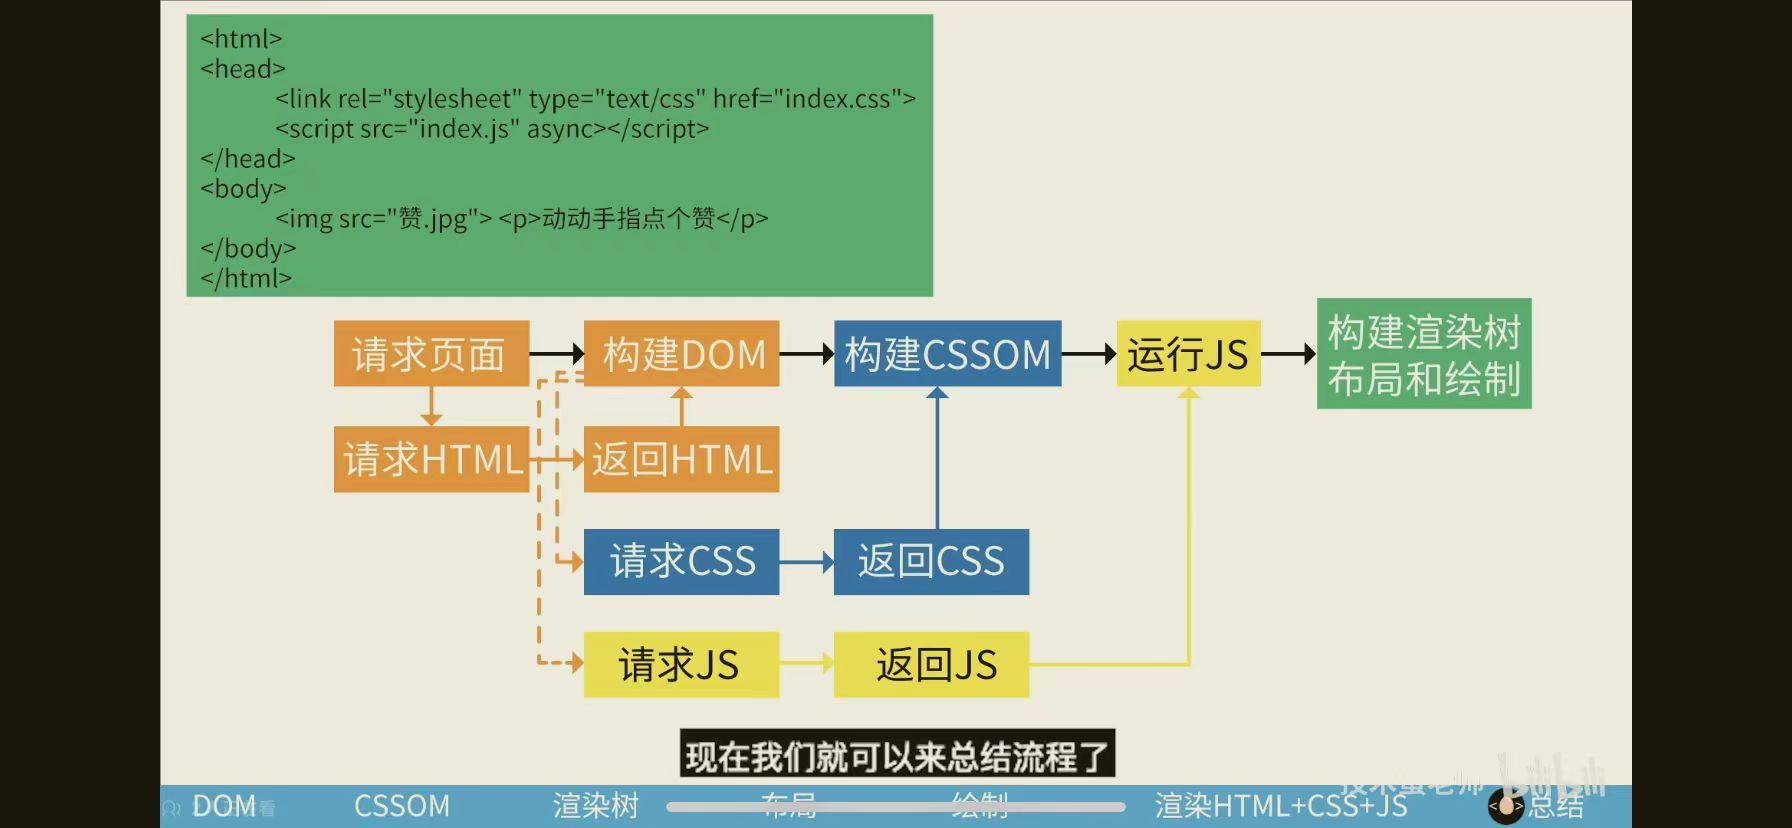 <html>
<head>
<link rel="stylesheet" type="text/css" href="index.css">
<script src="index.js" async></script>
</head>
<body>
<img src="赞.jpg"> <p>动动手指点个赞</p>
</body>
</html>
请求页面
构建DOM
构建CSSOM
运行JS
构建渲染树
布局和绘制
请求HTML
返回HTML
请求CSS
返回CSS
请求JS
返回JS
现在我们就可以来总结流程了
技术蛋老师
bilibili
DOM
CSSOM
渲染树
布局
绘制
渲染HTML+CSS+JS
<>
总结